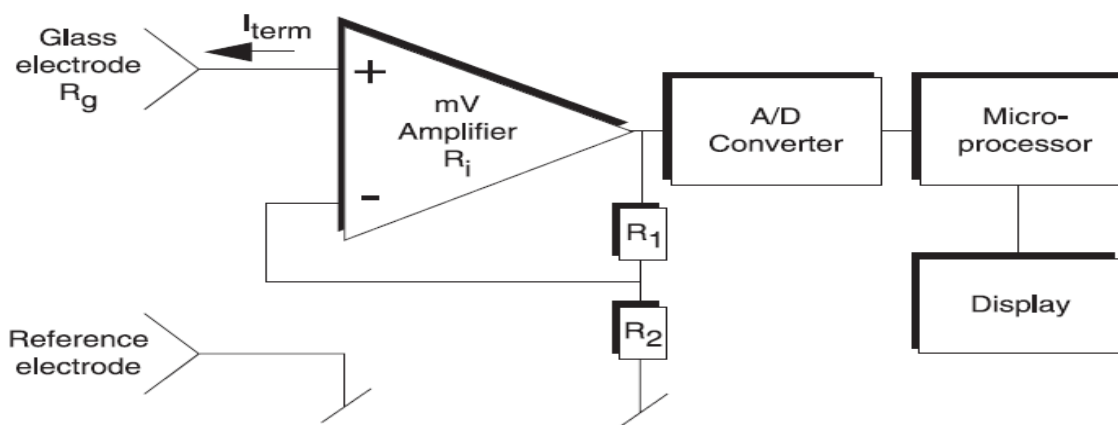 Glass
electrode
Rg
Iterm
+
mV
Amplifier
Ri
-
A/D
Converter
Micro-
processor
R1
R2
Display
Reference
electrode